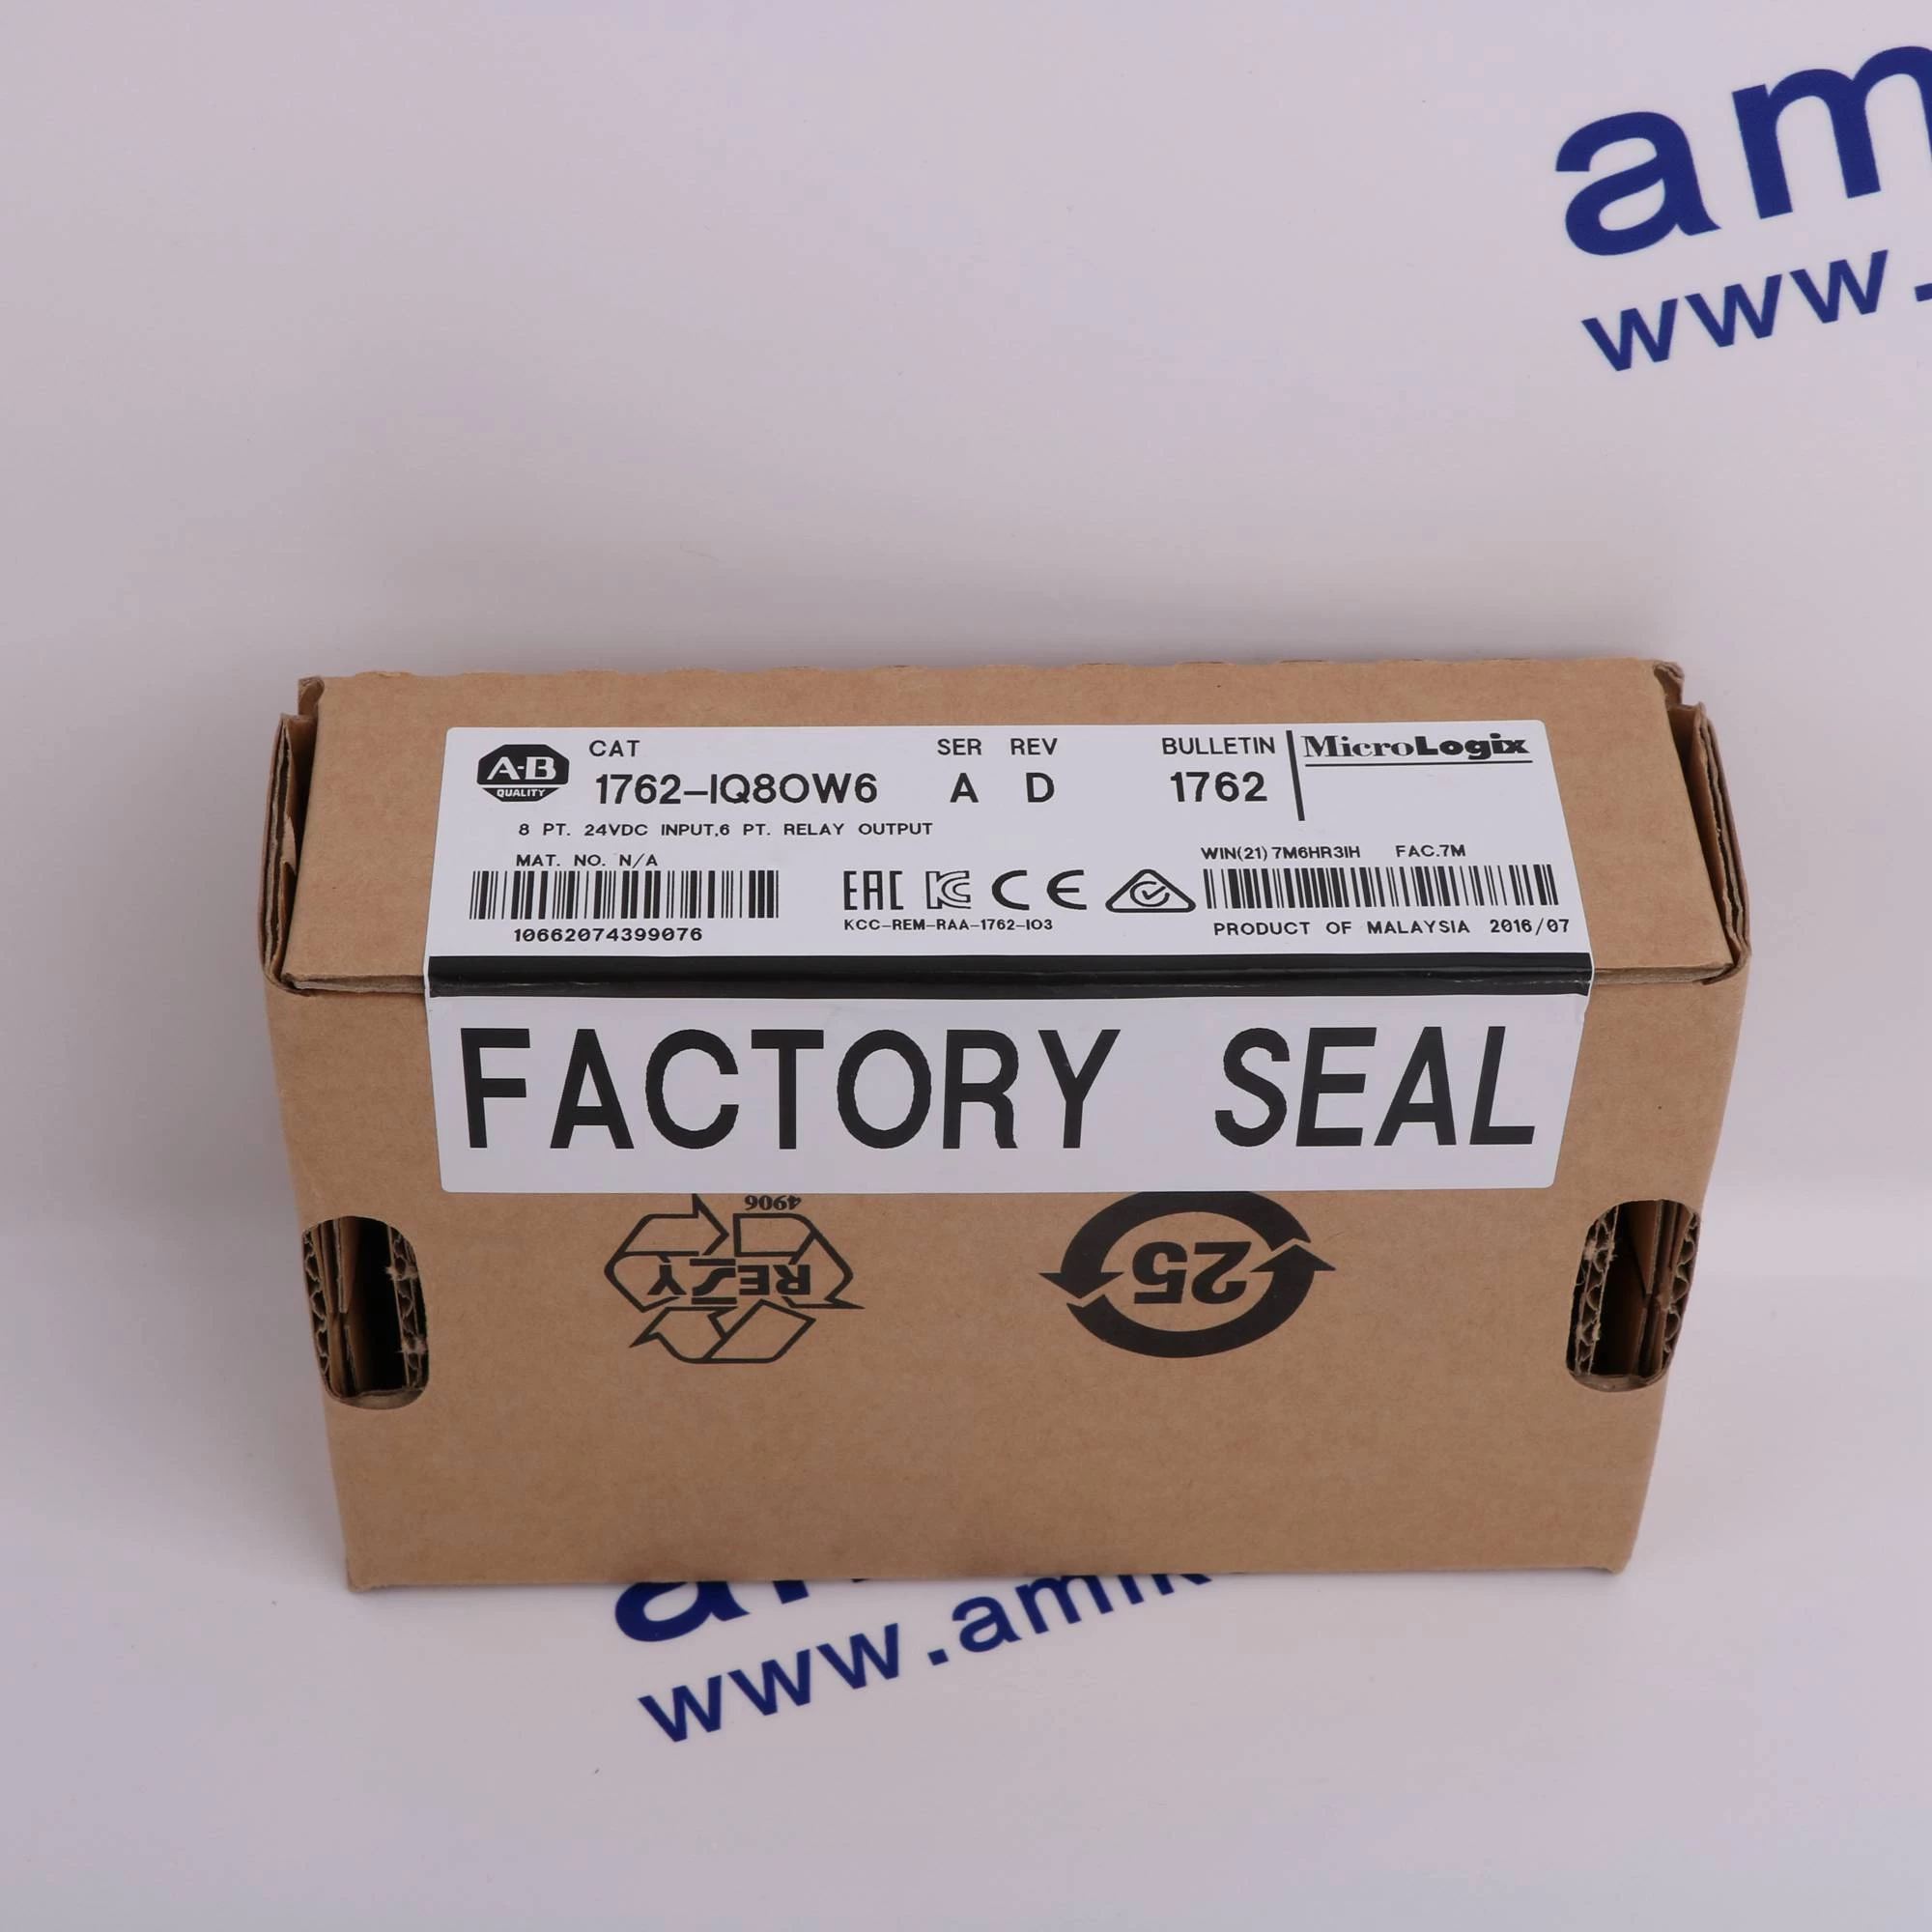 am
www.
A-B
QUALITY
CAT
1762-IQ8OW6
SER
A
REV
D
BULLETIN
1762
MicroLogix
8 PT. 24VDC INPUT,6 PT. RELAY OUTPUT
MAT. NO. N/A
10662074399076
EAC KC CE
KCC-REM-RAA-1762-IO3
WIN(21) 7M6HR3IH FAC.7M
PRODUCT OF MALAYSIA 2016/07
FACTORY SEAL
4906
RESY
25
www.amik